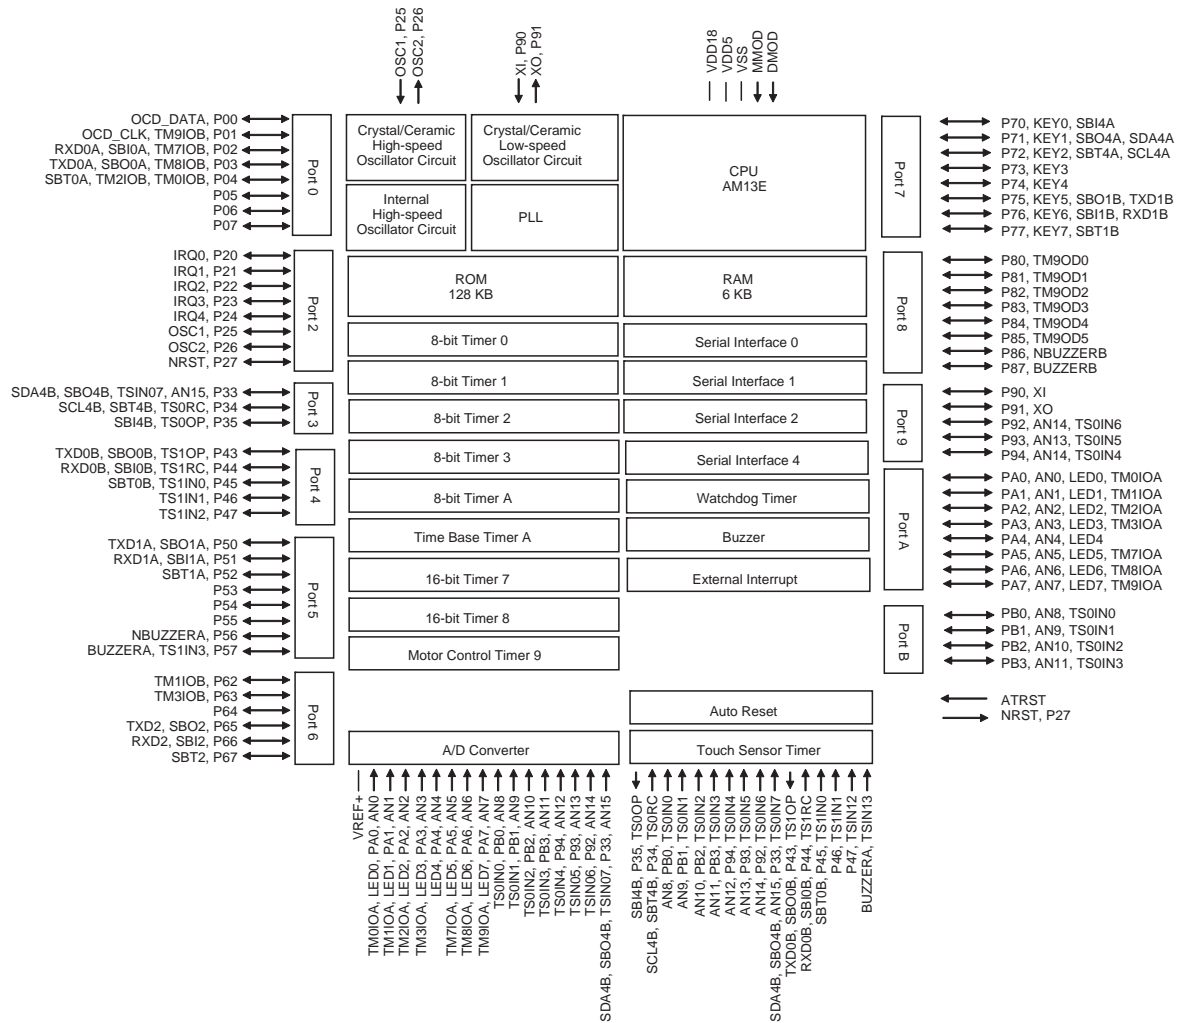 OSC1, P25
OSC2, P26
XI, P90
XO, P91
VDD18
VDD5
VSS
MMOD
DMOD
OCD_DATA, P00
OCD_CLK, TM9IOB, P01
RXD0A, SBI0A, TM7IOB, P02
TXD0A, SBO0A, TM8IOB, P03
SBT0A, TM2IOB, TM0IOB, P04
P05
P06
P07
Port 0
IRQ0, P20
IRQ1, P21
IRQ2, P22
IRQ3, P23
IRQ4, P24
OSC1, P25
OSC2, P26
NRST, P27
Port 2
SDA4B, SBO4B, TSIN07, AN15, P33
SCL4B, SBT4B, TS0RC, P34
SBI4B, TS0OP, P35
Port 3
TXD0B, SBO0B, TS1OP, P43
RXD0B, SBI0B, TS1RC, P44
SBT0B, TS1IN0, P45
TS1IN1, P46
TS1IN2, P47
Port 4
TXD1A, SBO1A, P50
RXD1A, SBI1A, P51
SBT1A, P52
P53
P54
P55
NBUZZERA, P56
BUZZERA, TS1IN3, P57
Port 5
TM1IOB, P62
TM3IOB, P63
P64
TXD2, SBO2, P65
RXD2, SBI2, P66
SBT2, P67
Port 6
Crystal/Ceramic
High-speed
Oscillator Circuit
Crystal/Ceramic
Low-speed
Oscillator Circuit
Internal
High-speed
Oscillator Circuit
PLL
CPU
AM13E
ROM
128 KB
RAM
6 KB
8-bit Timer 0
Serial Interface 0
8-bit Timer 1
Serial Interface 1
8-bit Timer 2
Serial Interface 2
8-bit Timer 3
Serial Interface 4
8-bit Timer A
Watchdog Timer
Time Base Timer A
Buzzer
16-bit Timer 7
External Interrupt
16-bit Timer 8
Motor Control Timer 9
Auto Reset
A/D Converter
Touch Sensor Timer
Port 7
P70, KEY0, SBI4A
P71, KEY1, SBO4A, SDA4A
P72, KEY2, SBT4A, SCL4A
P73, KEY3
P74, KEY4
P75, KEY5, SBO1B, TXD1B
P76, KEY6, SBI1B, RXD1B
P77, KEY7, SBT1B
Port 8
P80, TM9OD0
P81, TM9OD1
P82, TM9OD2
P83, TM9OD3
P84, TM9OD4
P85, TM9OD5
P86, NBUZZERB
P87, BUZZERB
Port 9
P90, XI
P91, XO
P92, AN14, TS0IN6
P93, AN13, TS0IN5
P94, AN14, TS0IN4
Port A
PA0, AN0, LED0, TM0IOA
PA1, AN1, LED1, TM1IOA
PA2, AN2, LED2, TM2IOA
PA3, AN3, LED3, TM3IOA
PA4, AN4, LED4
PA5, AN5, LED5, TM7IOA
PA6, AN6, LED6, TM8IOA
PA7, AN7, LED7, TM9IOA
Port B
PB0, AN8, TS0IN0
PB1, AN9, TS0IN1
PB2, AN10, TS0IN2
PB3, AN11, TS0IN3
ATRST
NRST, P27
VREF+
TM0IOA, LED0, PA0, AN0
TM1IOA, LED1, PA1, AN1
TM2IOA, LED2, PA2, AN2
TM3IOA, LED3, PA3, AN3
LED4, PA4, AN4
TM7IOA, LED5, PA5, AN5
TM8IOA, LED6, PA6, AN6
TM9IOA, LED7, PA7, AN7
TS0IN0, PB0, AN8
TS0IN1, PB1, AN9
TS0IN2, PB2, AN10
TS0IN3, PB3, AN11
TS0IN4, P94, AN12
TSIN05, P93, AN13
TSIN06, P92, AN14
SDA4B, SBO4B, TSIN07, P33, AN15
SBI4B, P35, TS0OP
SCL4B, SBT4B, P34, TS0RC
AN8, PB0, TS0IN0
AN9, PB1, TS0IN1
AN10, PB2, TS0IN2
AN11, PB3, TS0IN3
AN12, P94, TS0IN4
AN13, P93, TS0IN5
AN14, P92, TS0IN6
SDA4B, SBO4B, AN15, P33, TS0IN7
TXD0B, SBO0B, P43, TS1OP
RXD0B, SBI0B, P44, TS1RC
SBT0B, P45, TS1IN0
P46, TS1IN1
P47, TSIN12
BUZZERA, TSIN13